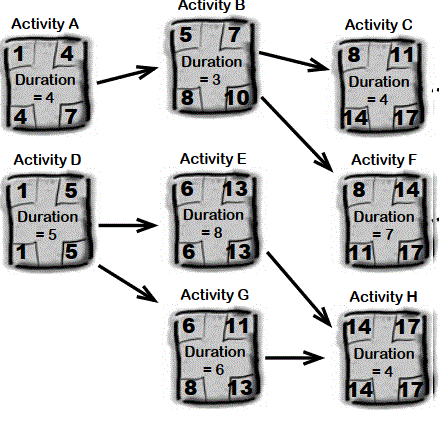 Activity A
1 4
Duration
= 4
4 7
Activity B
5 7
Duration
= 3
8 10
Activity C
8 11
Duration
= 4
14 17
Activity D
1 5
Duration
= 5
1 5
Activity E
6 13
Duration
= 8
6 13
Activity F
8 14
Duration
= 7
11 17
Activity G
6 11
Duration
= 6
8 13
Activity H
14 17
Duration
= 4
14 17